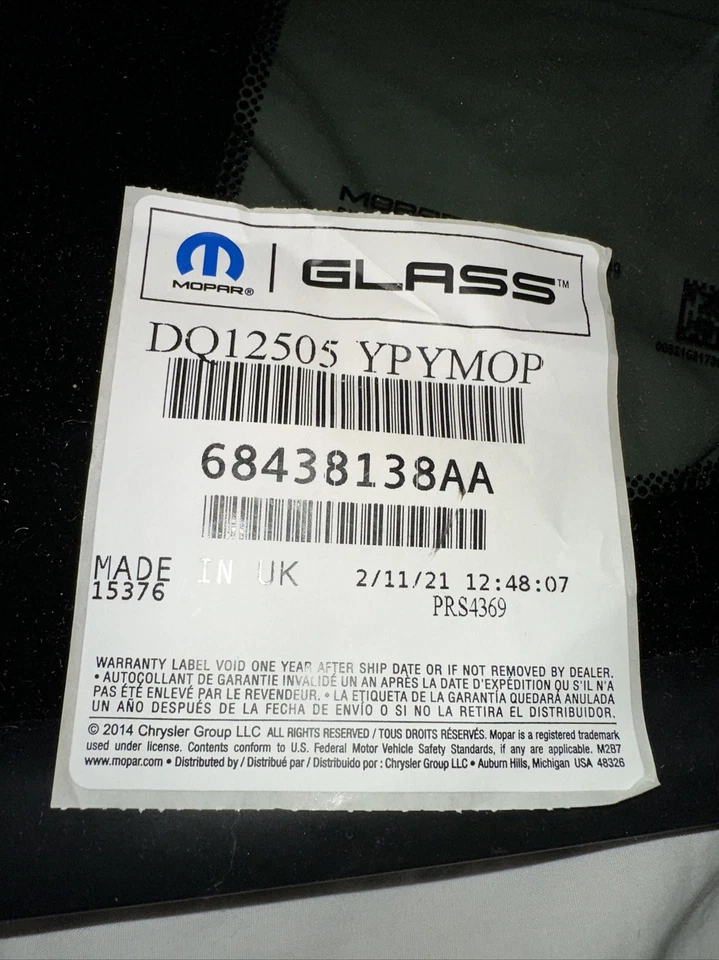 MOPAR
MOPAR® | GLASS™
DQ12505 YPYMOP
68438138AA
MADE IN UK 2/11/21 12:48:07
15376 PRS4369
WARRANTY LABEL VOID ONE YEAR AFTER SHIP DATE OR IF NOT REMOVED BY DEALER.
• AUTOCOLLANT DE GARANTIE INVALIDÉ UN AN APRÈS LA DATE D'EXPÉDITION OU S'IL N'A
PAS ÉTÉ ENLEVÉ PAR LE REVENDEUR. • LA ETIQUETA DE LA GARANTÍA QUEDARÁ ANULADA
UN AÑO DESPUÉS DE LA FECHA DE ENVÍO O SI NO LA RETIRA EL DISTRIBUIDOR.
© 2014 Chrysler Group LLC ALL RIGHTS RESERVED / TOUS DROITS RÉSERVÉS. Mopar is a registered trademark
used under license. Contents conform to U.S. Federal Motor Vehicle Safety Standards, if any are applicable. M287
www.mopar.com • Distributed by / Distribué par / Distribuido por : Chrysler Group LLC • Auburn Hills, Michigan USA 48326